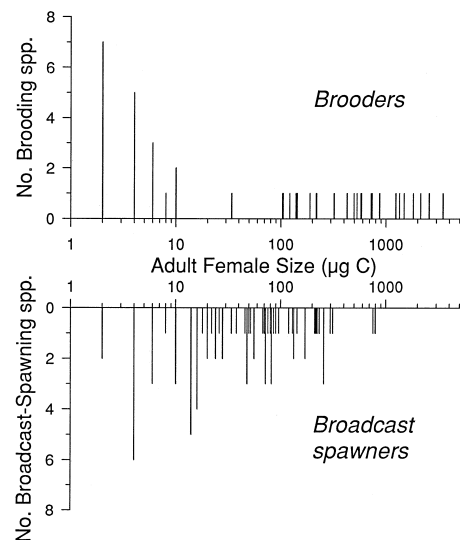 8
6
4
2
0
No. Brooding spp.
Brooders
1 10 100 1000
Adult Female Size (µg C)
1 10 100 1000
0
2
4
6
8
No. Broadcast-Spawning spp.
Broadcast
spawners